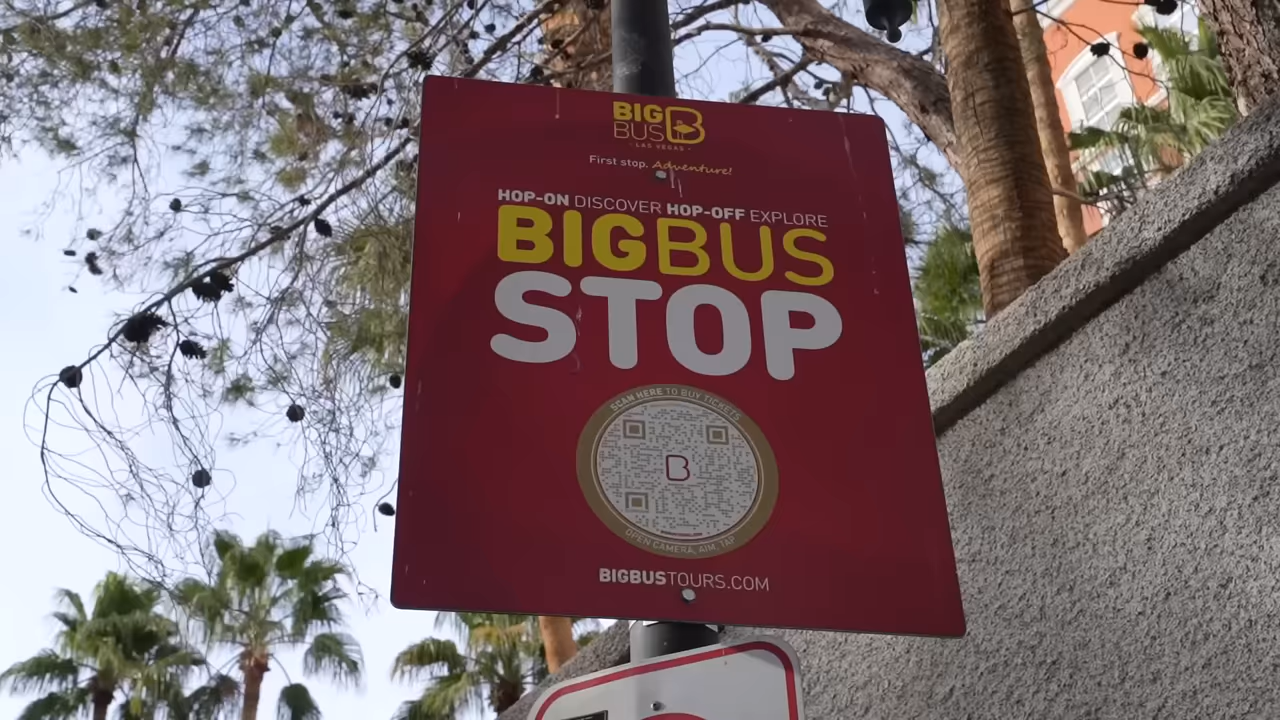 BIG
BUS
- LAS VEGAS -
First stop. Adventure!
HOP-ON DISCOVER HOP-OFF EXPLORE
BIGBUS
STOP
SCAN HERE TO BUY TICKETS
B
OPEN CAMERA, AIM, TAP
BIGBUSTOURS.COM